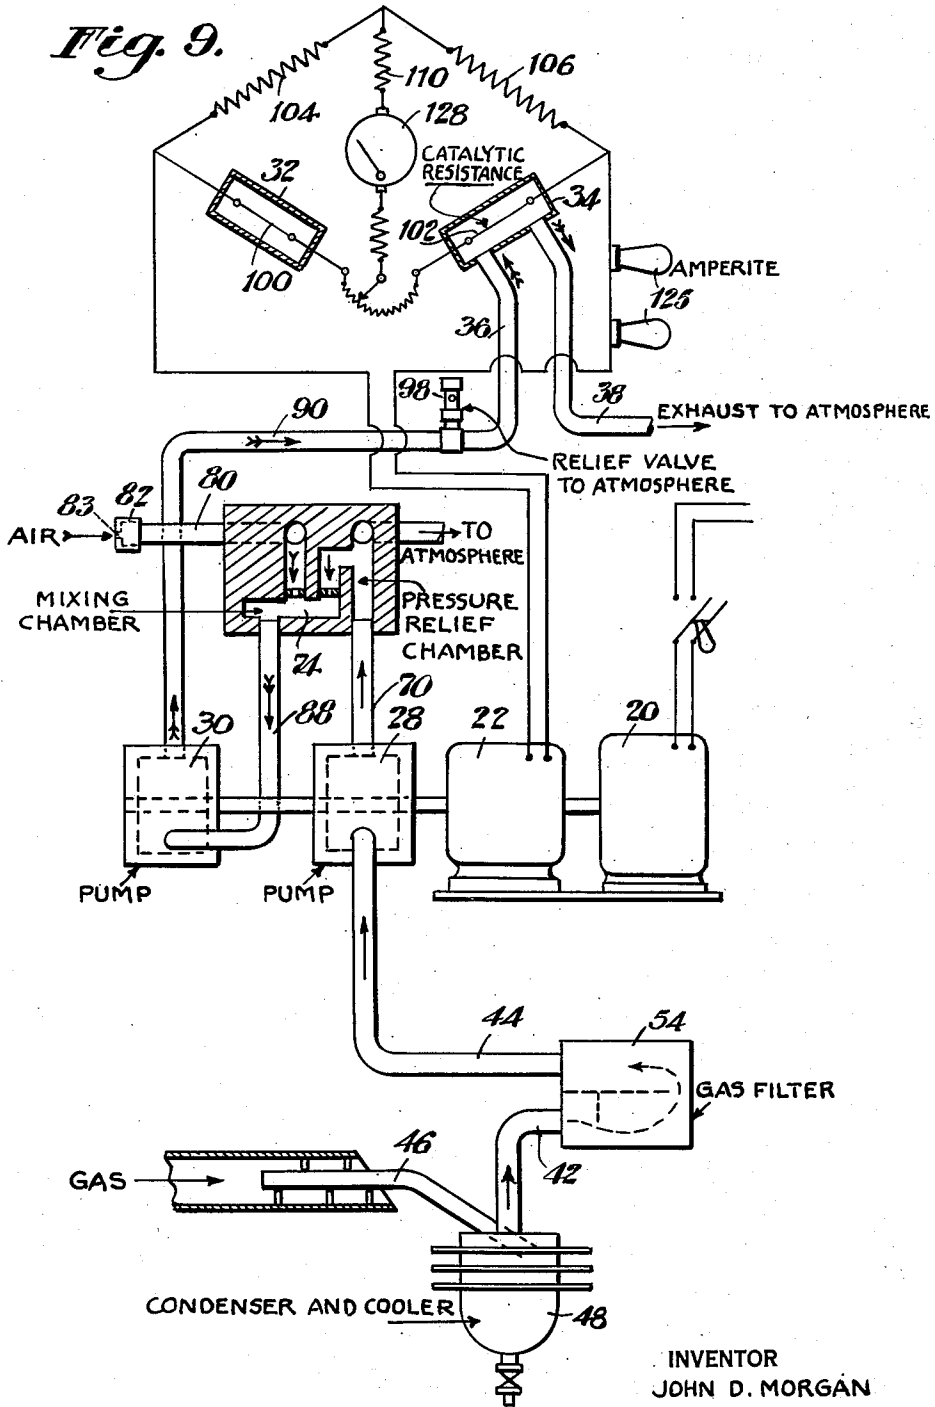 Fig. 9.
104
110
106
128
CATALYTIC
RESISTANCE
32
34
102
100
AMPERITE
125
36
98
38
EXHAUST TO ATMOSPHERE
90
RELIEF VALVE
TO ATMOSPHERE
83
82
80
AIR
TO
ATMOSPHERE
MIXING
CHAMBER
PRESSURE
RELIEF
CHAMBER
74
70
88
30
28
22
20
PUMP
PUMP
44
54
GAS FILTER
46
42
GAS
CONDENSER AND COOLER
48
INVENTOR
JOHN D. MORGAN